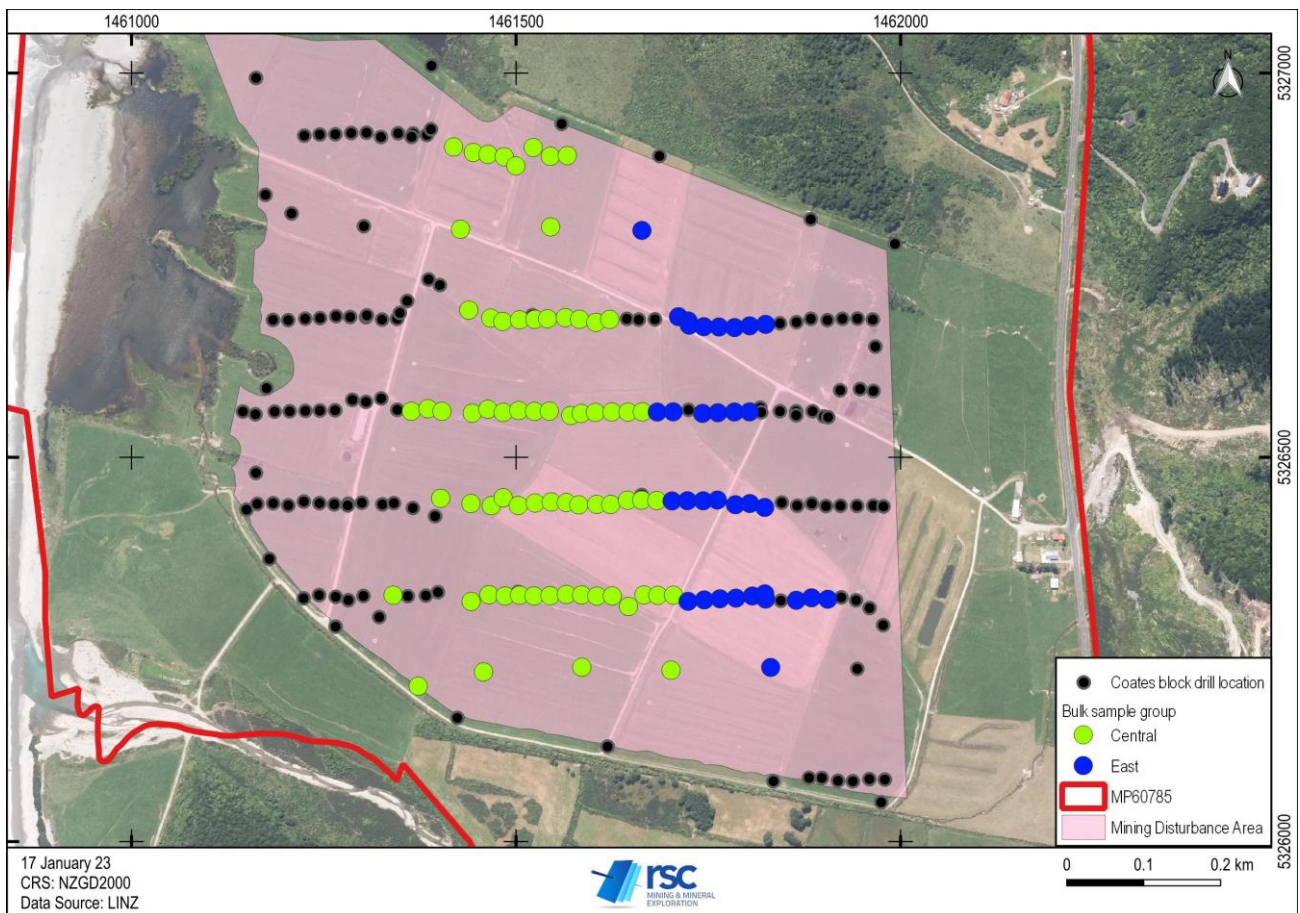 1461000
1461500
1462000
N
5327000
5326500
5326000
Coates block drill location
Bulk sample group
Central
East
MP60785
Mining Disturbance Area
0 0.1 0.2 km
17 January 23
CRS: NZGD2000
Data Source: LINZ
rsc
MINING & MINERAL
EXPLORATION